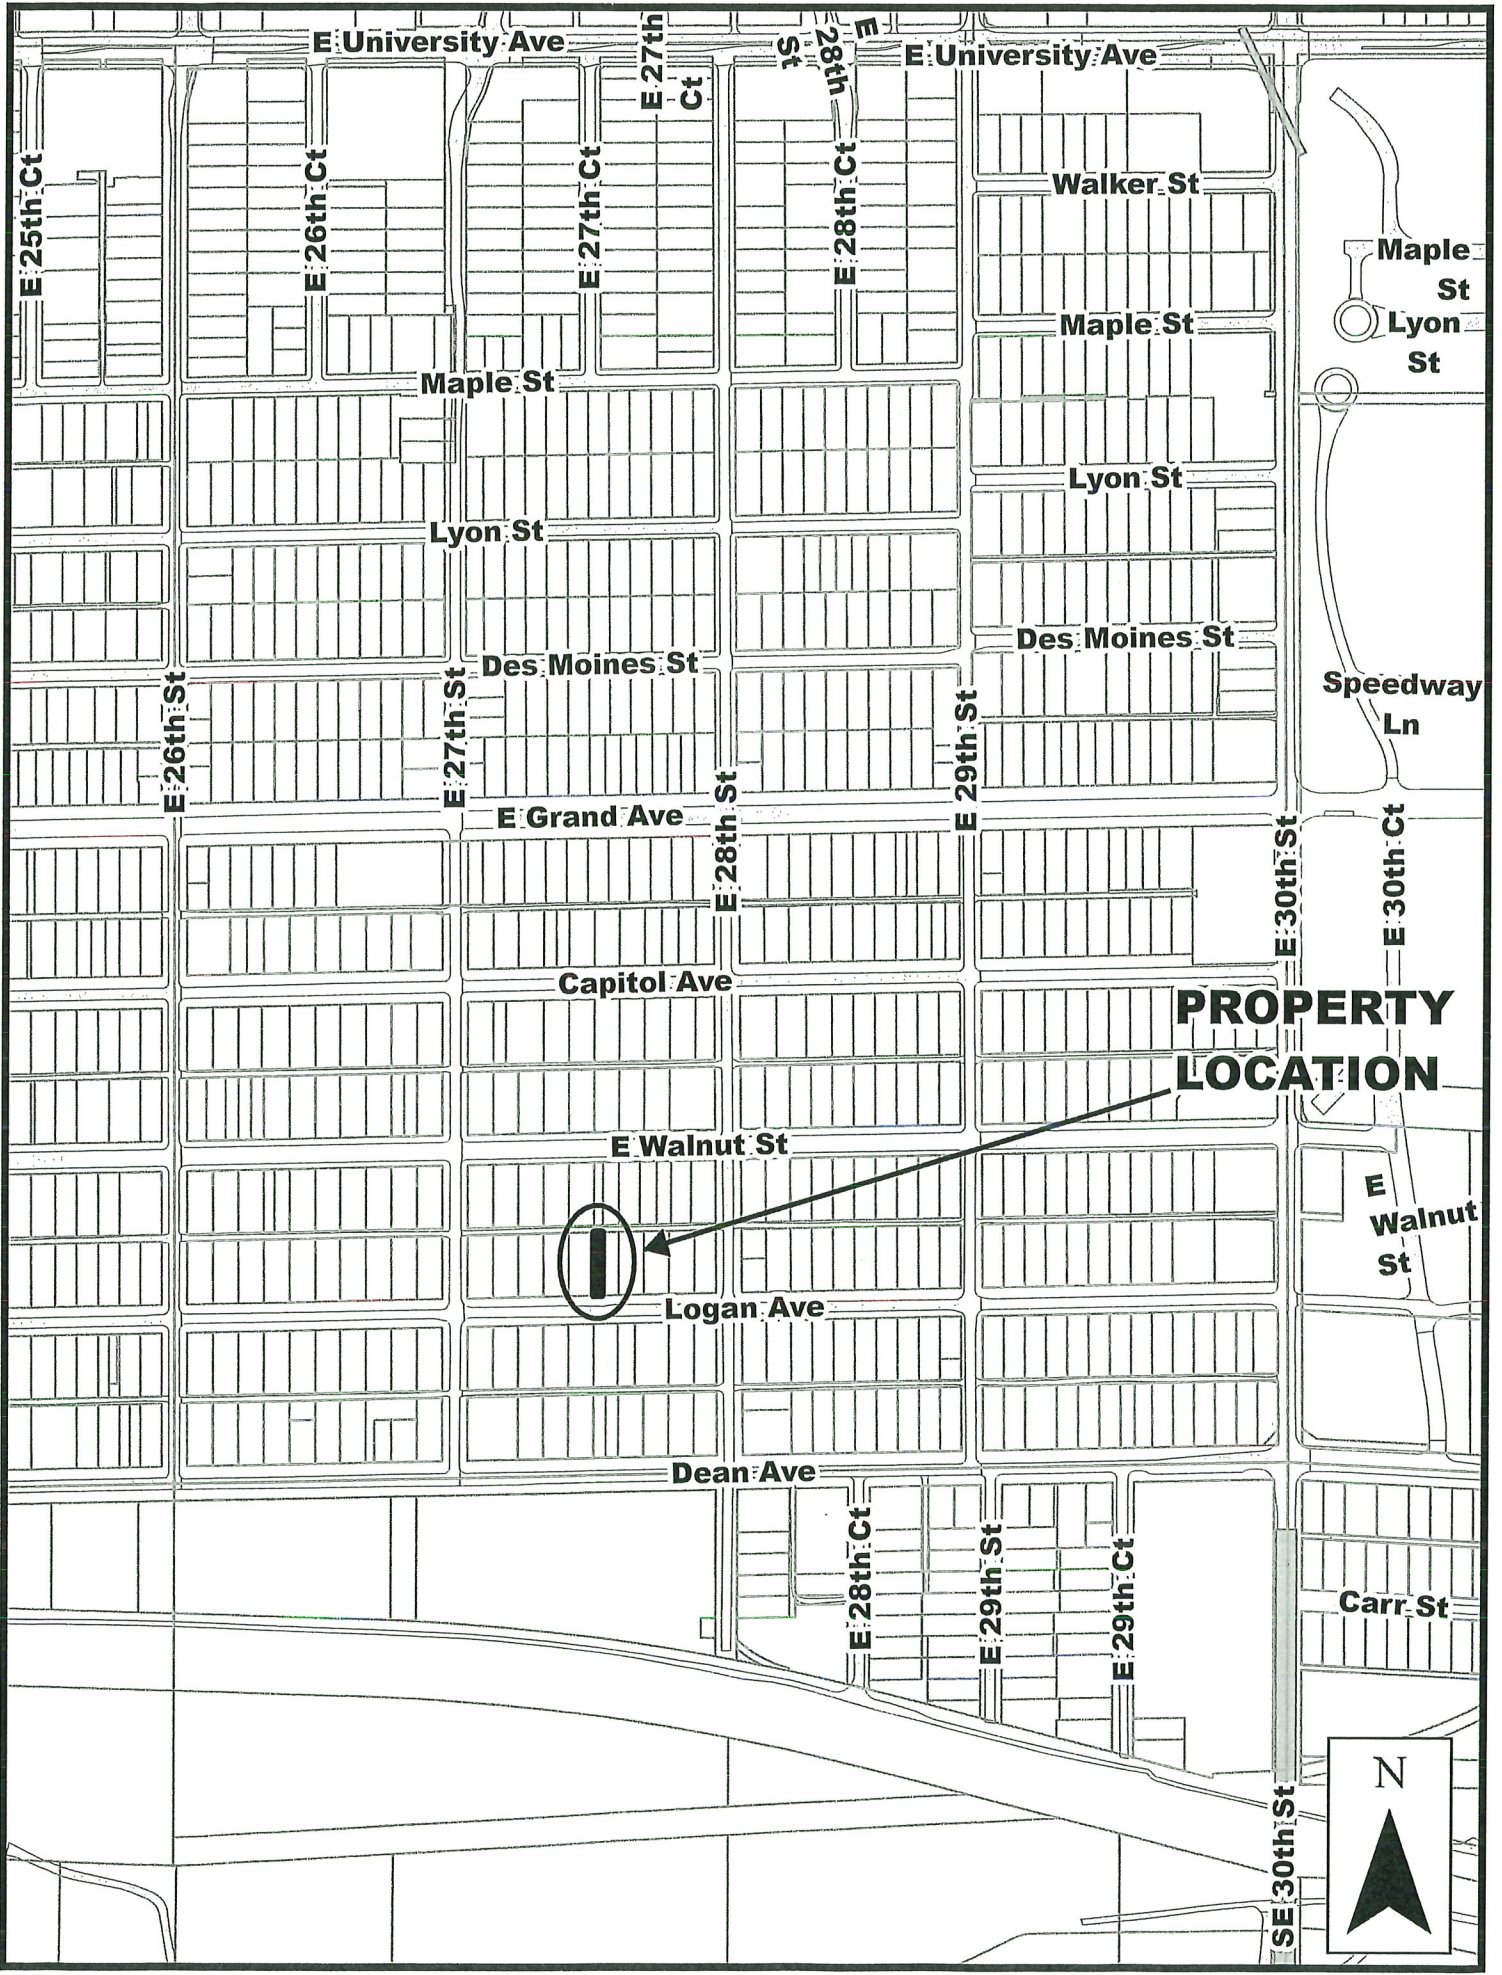 E University Ave
E 27th
Ct
E 28th
St
E University Ave
E 25th Ct
E 26th Ct
E 27th Ct
E 28th Ct
Walker St
Maple
St
Maple St
Lyon
St
Maple St
Lyon St
Lyon St
Des Moines St
Des Moines St
Speedway
Ln
E 26th St
E 27th St
E 28th St
E 29th St
E Grand Ave
E 30th St
E 30th Ct
Capitol Ave
PROPERTY
LOCATION
E Walnut St
E
Walnut
St
Logan Ave
Dean Ave
E 28th Ct
E 29th St
E 29th Ct
Carr St
SE 30th St
N